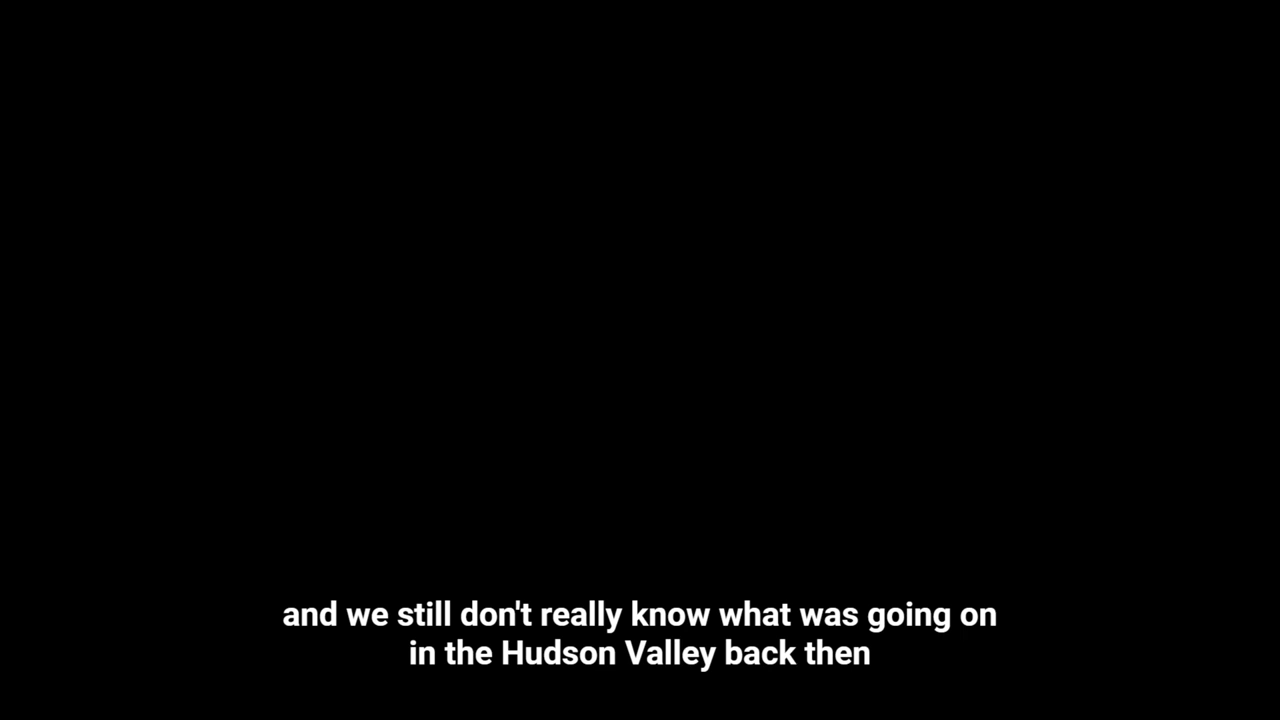 and we still don't really know what was going on
in the Hudson Valley back then